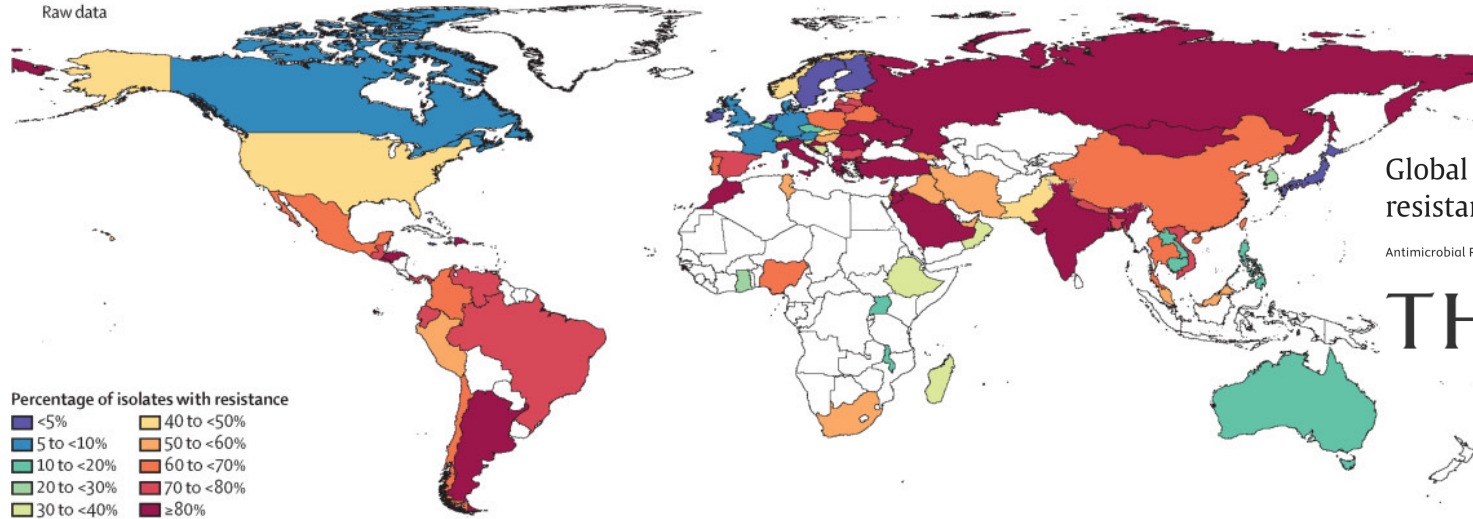 Raw data
Global
Antimicrobial
TH
Percentage of isolates with resistance
<5%
5 to <10%
10 to <20%
20 to <30%
30 to <40%
40 to <50%
50 to <60%
60 to <70%
70 to <80%
≥80%